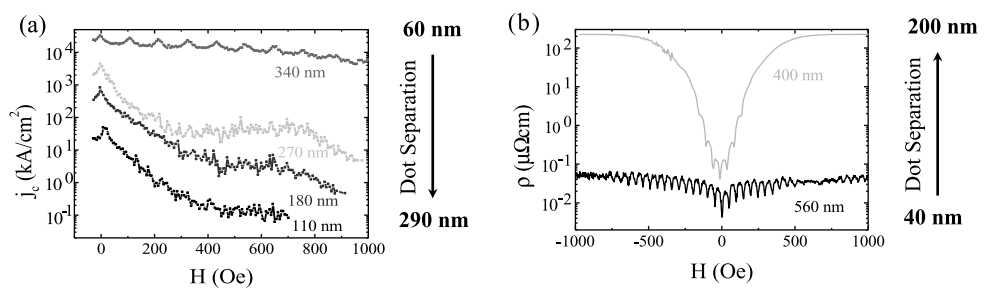 (a)
10^4
10^3
10^2
10^1
10^0
10^-1
j_c (kA/cm^2)
340 nm
270 nm
180 nm
110 nm
0 200 400 600 800 1000
H (Oe)
60 nm
Dot Separation
290 nm
(b)
10^2
10^1
10^0
10^-1
10^-2
ρ (μΩcm)
400 nm
560 nm
-1000 -500 0 500 1000
H (Oe)
200 nm
Dot Separation
40 nm